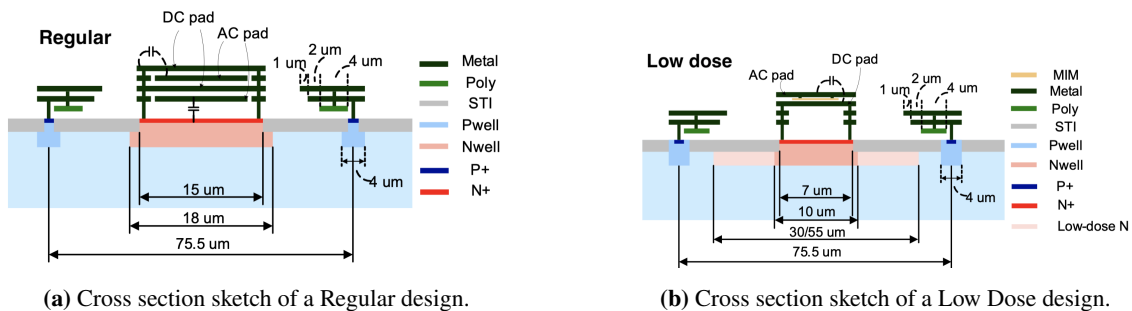 Regular
DC pad
AC pad
1 um
2 um
4 um
4 um
15 um
18 um
75.5 um
Metal
Poly
STI
Pwell
Nwell
P+
N+
(a) Cross section sketch of a Regular design.
Low dose
AC pad
DC pad
1 um
2 um
4 um
4 um
7 um
10 um
30/55 um
75.5 um
MIM
Metal
Poly
STI
Pwell
Nwell
P+
N+
Low-dose N
(b) Cross section sketch of a Low Dose design.